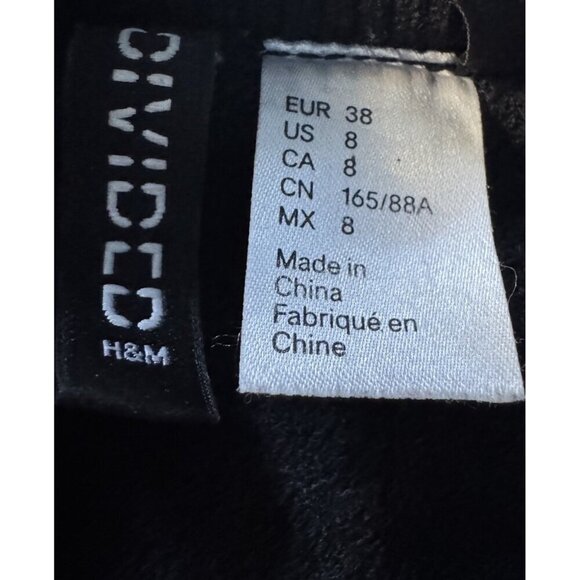 DIVIDED
H&M
EUR 38
US 8
CA 8
CN 165/88A
MX 8
Made in
China
Fabriqué en
Chine